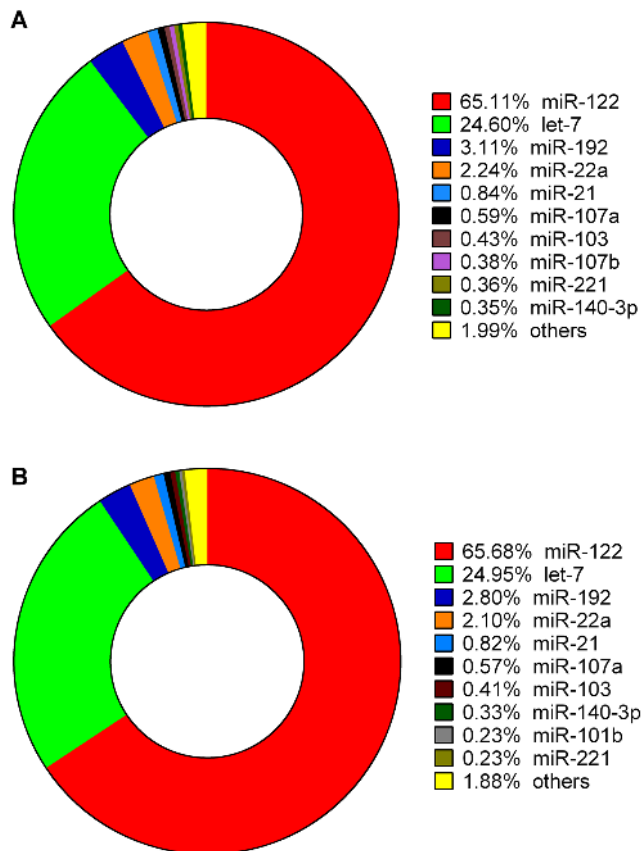 A
65.11% miR-122
24.60% let-7
3.11% miR-192
2.24% miR-22a
0.84% miR-21
0.59% miR-107a
0.43% miR-103
0.38% miR-107b
0.36% miR-221
0.35% miR-140-3p
1.99% others
B
65.68% miR-122
24.95% let-7
2.80% miR-192
2.10% miR-22a
0.82% miR-21
0.57% miR-107a
0.41% miR-103
0.33% miR-140-3p
0.23% miR-101b
0.23% miR-221
1.88% others